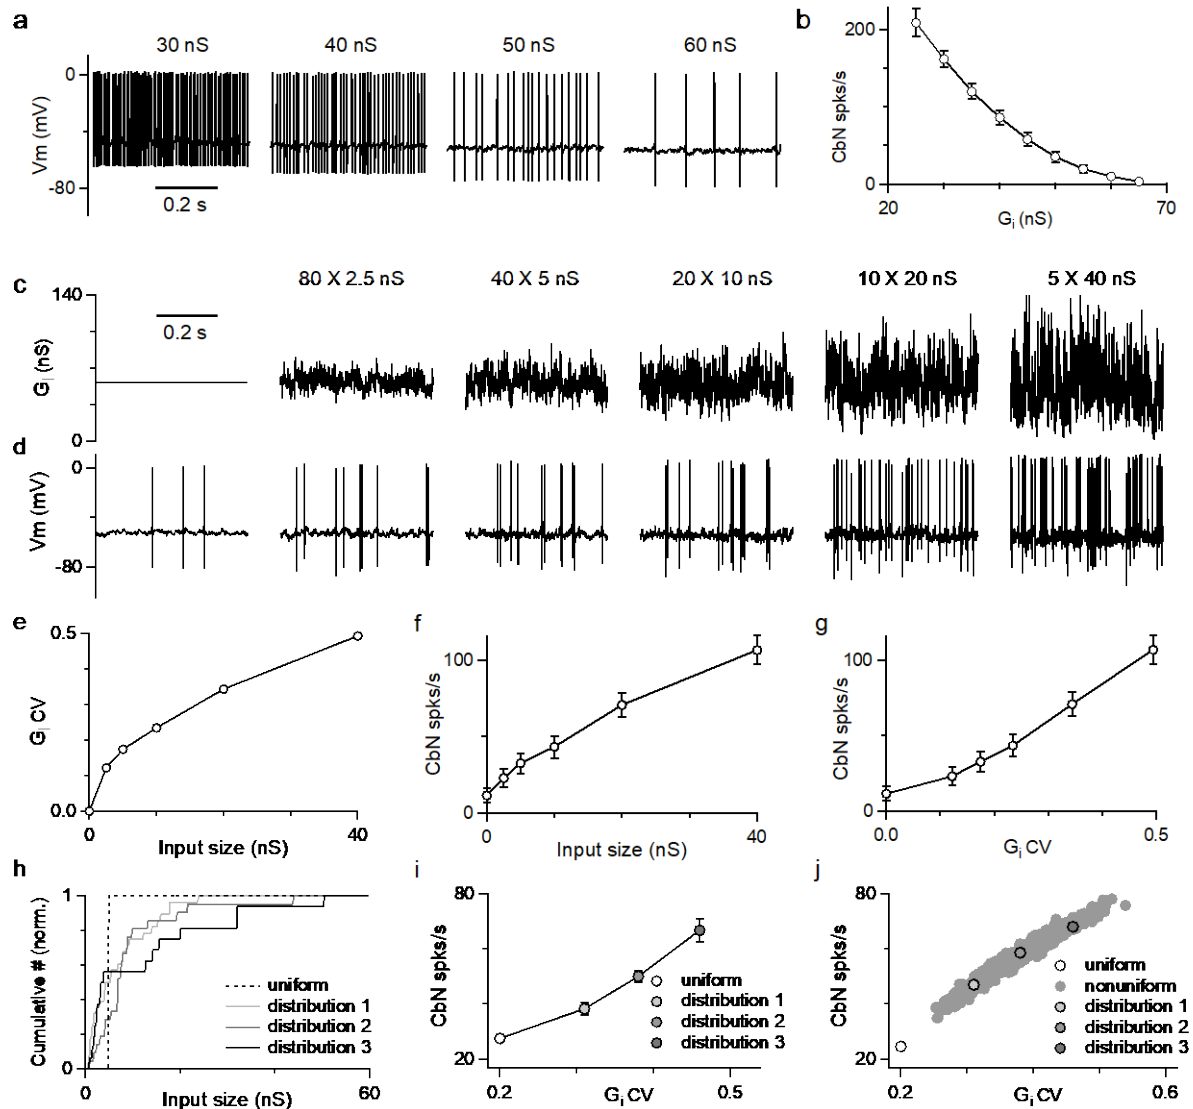 a
30 nS
40 nS
50 nS
60 nS
0
Vm (mV)
-80
0.2 s
b
200
CbN spks/s
0
20
70
Gi (nS)
c
80 X 2.5 nS
40 X 5 nS
20 X 10 nS
10 X 20 nS
5 X 40 nS
140
0.2 s
Gi (nS)
0
d
0
Vm (mV)
-80
e
0.5
Gi CV
0.0
0
40
Input size (nS)
f
100
CbN spks/s
0
0
40
Input size (nS)
g
100
CbN spks/s
0
0.0
0.5
Gi CV
h
1
Cumulative # (norm.)
0
0
60
Input size (nS)
uniform
distribution 1
distribution 2
distribution 3
i
80
CbN spks/s
20
0.2
0.5
Gi CV
uniform
distribution 1
distribution 2
distribution 3
j
80
CbN spks/s
20
0.2
0.6
Gi CV
uniform
nonuniform
distribution 1
distribution 2
distribution 3